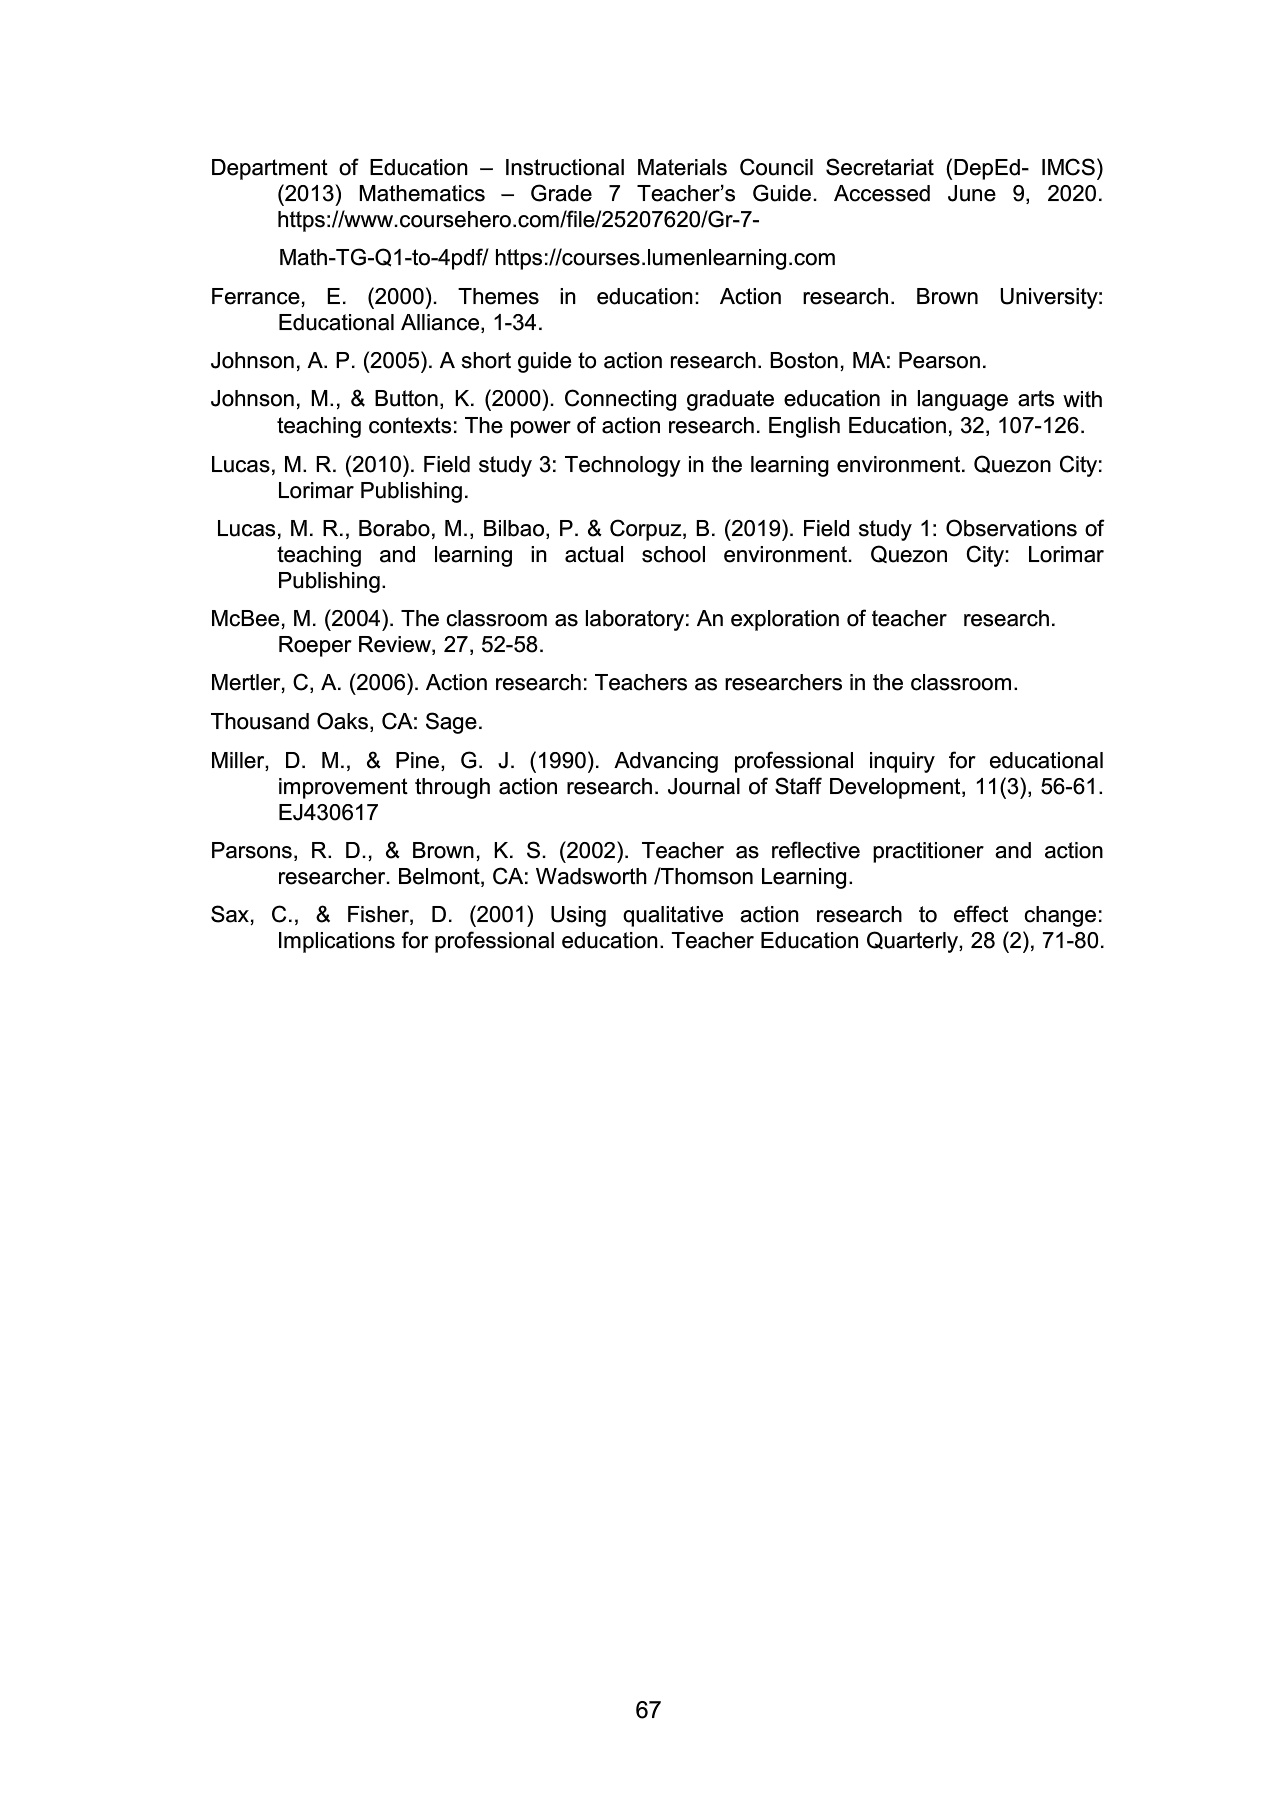 Department of Education – Instructional Materials Council Secretariat (DepEd- IMCS)
(2013) Mathematics – Grade 7 Teacher’s Guide. Accessed June 9, 2020.
https://www.coursehero.com/file/25207620/Gr-7-
Math-TG-Q1-to-4pdf/ https://courses.lumenlearning.com
Ferrance, E. (2000). Themes in education: Action research. Brown University:
Educational Alliance, 1-34.
Johnson, A. P. (2005). A short guide to action research. Boston, MA: Pearson.
Johnson, M., & Button, K. (2000). Connecting graduate education in language arts with
teaching contexts: The power of action research. English Education, 32, 107-126.
Lucas, M. R. (2010). Field study 3: Technology in the learning environment. Quezon City:
Lorimar Publishing.
Lucas, M. R., Borabo, M., Bilbao, P. & Corpuz, B. (2019). Field study 1: Observations of
teaching and learning in actual school environment. Quezon City: Lorimar
Publishing.
McBee, M. (2004). The classroom as laboratory: An exploration of teacher research.
Roeper Review, 27, 52-58.
Mertler, C, A. (2006). Action research: Teachers as researchers in the classroom.
Thousand Oaks, CA: Sage.
Miller, D. M., & Pine, G. J. (1990). Advancing professional inquiry for educational
improvement through action research. Journal of Staff Development, 11(3), 56-61.
EJ430617
Parsons, R. D., & Brown, K. S. (2002). Teacher as reflective practitioner and action
researcher. Belmont, CA: Wadsworth /Thomson Learning.
Sax, C., & Fisher, D. (2001) Using qualitative action research to effect change:
Implications for professional education. Teacher Education Quarterly, 28 (2), 71-80.
67